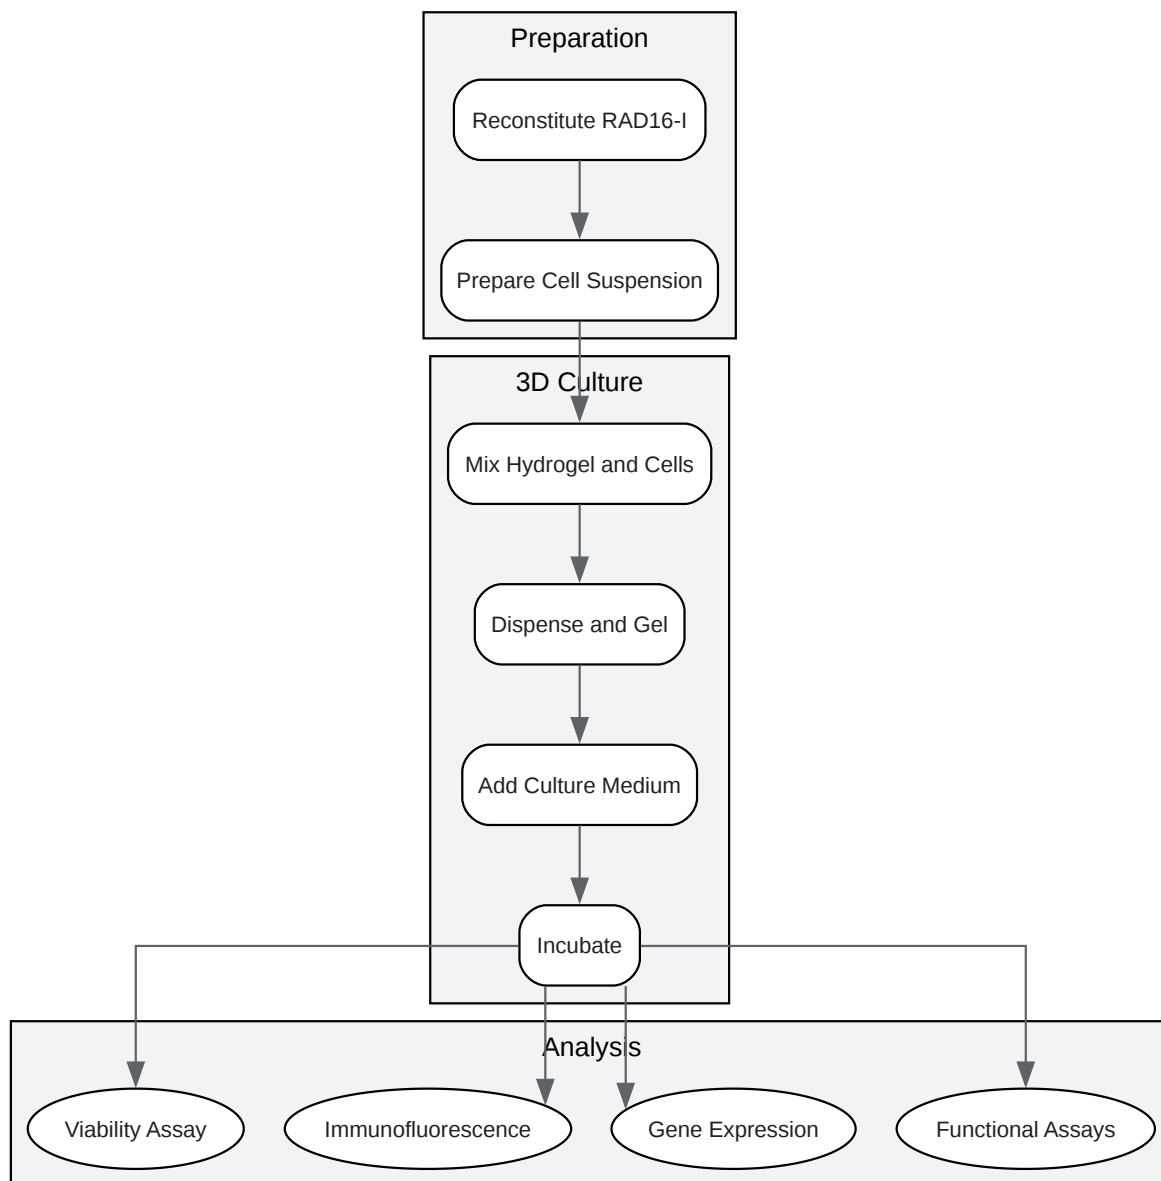 Preparation
Reconstitute RAD16-I
Prepare Cell Suspension
3D Culture
Mix Hydrogel and Cells
Dispense and Gel
Add Culture Medium
Incubate
Analysis
Viability Assay
Immunofluorescence
Gene Expression
Functional Assays